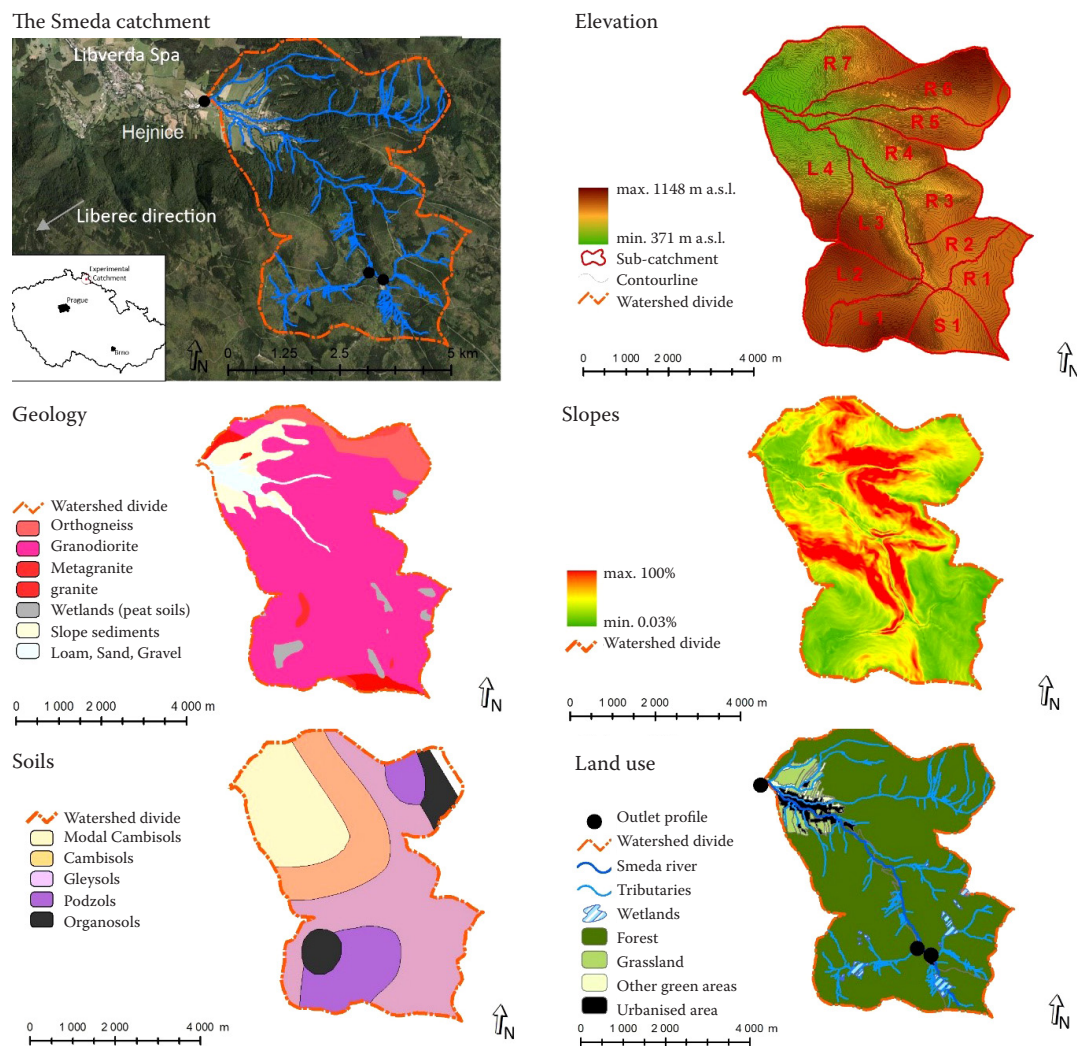 The Smeda catchment
Libverda Spa
Hejnice
Liberec direction
Experimental
Catchment
Prague
Brno
N
0 1.25 2.5 5 km
Elevation
R 7
R 6
R 5
R 4
L 4
R 3
L 3
R 2
L 2
R 1
L 1
S 1
max. 1148 m a.s.l.
min. 371 m a.s.l.
Sub-catchment
Contourline
Watershed divide
0 1 000 2 000 4 000 m
N
Geology
Watershed divide
Orthogneiss
Granodiorite
Metagranite
granite
Wetlands (peat soils)
Slope sediments
Loam, Sand, Gravel
0 1 000 2 000 4 000 m
N
Slopes
max. 100%
min. 0.03%
Watershed divide
0 1 000 2 000 4 000 m
N
Soils
Watershed divide
Modal Cambisols
Cambisols
Gleysols
Podzols
Organosols
0 1 000 2 000 4 000 m
N
Land use
Outlet profile
Watershed divide
Smeda river
Tributaries
Wetlands
Forest
Grassland
Other green areas
Urbanised area
0 1 000 2 000 4 000 m
N